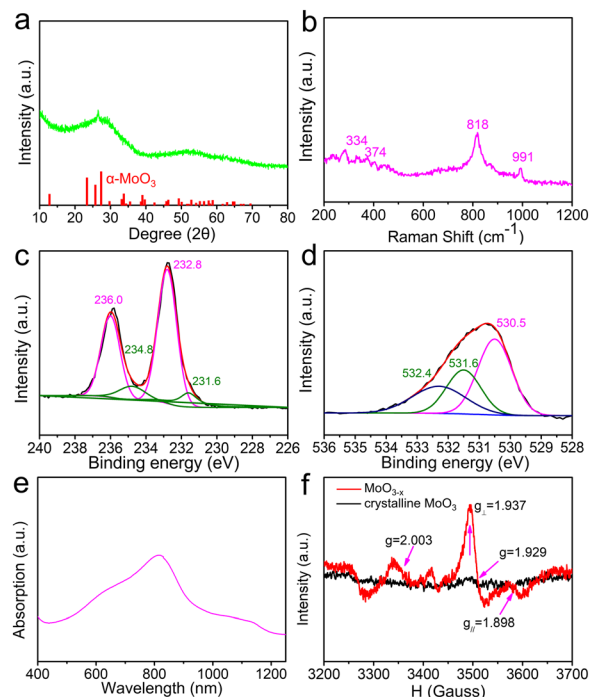 a
Intensity (a.u.)
α-MoO3
10 20 30 40 50 60 70 80
Degree (2θ)
b
Intensity (a.u.)
334
374
818
991
200 400 600 800 1000 1200
Raman Shift (cm-1)
c
Intensity (a.u.)
232.8
236.0
234.8
231.6
240 238 236 234 232 230 228 226
Binding energy (eV)
d
Intensity (a.u.)
530.5
531.6
532.4
536 535 534 533 532 531 530 529 528
Binding energy (eV)
e
Absorption (a.u.)
400 600 800 1000 1200
Wavelength (nm)
f
Intensity (a.u.)
MoO3-x
crystalline MoO3
g⊥=1.937
g=2.003
g=1.929
g//=1.898
3200 3300 3400 3500 3600 3700
H (Gauss)